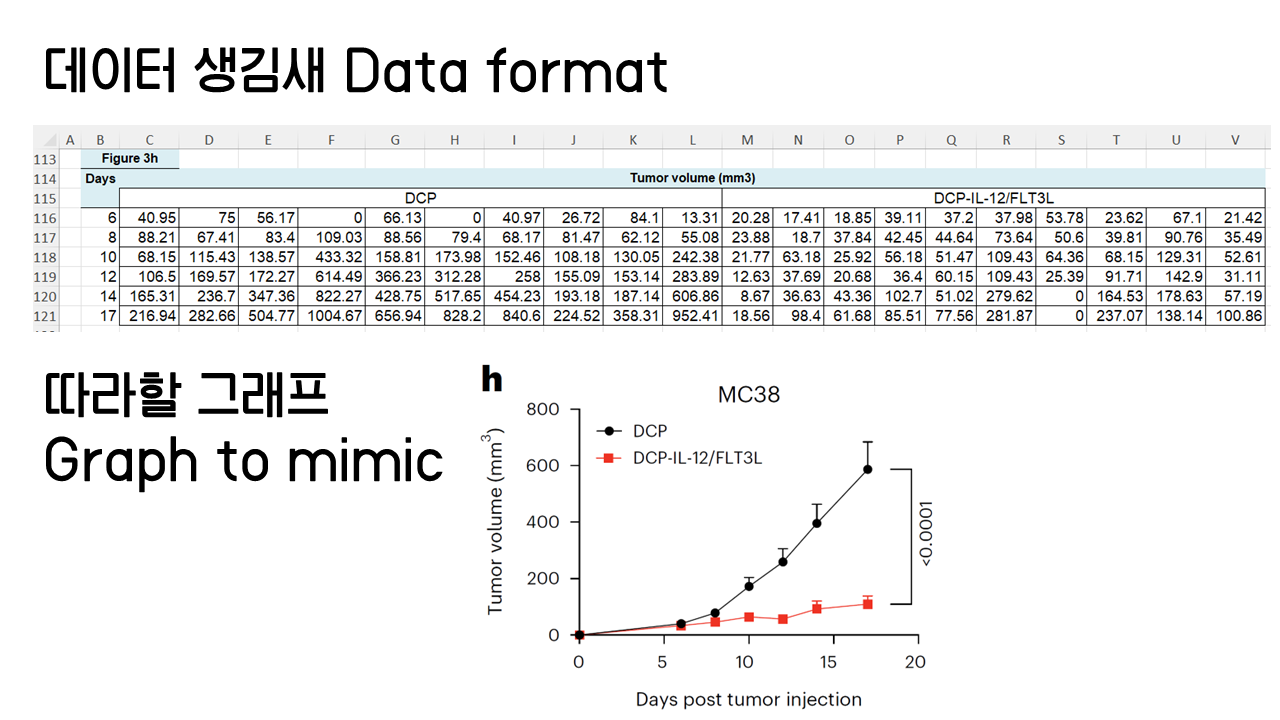 데이터 생김새 Data format
A B C D E F G H I J K L M N O P Q R S T U V
113 Figure 3h
114 Days Tumor volume (mm3)
115 DCP DCP-IL-12/FLT3L
116 6 40.95 75 56.17 0 66.13 0 40.97 26.72 84.1 13.31 20.28 17.41 18.85 39.11 37.2 37.98 53.78 23.62 67.1 21.42
117 8 88.21 67.41 83.4 109.03 88.56 79.4 68.17 81.47 62.12 55.08 23.88 18.7 37.84 42.45 44.64 73.64 50.6 39.81 90.76 35.49
118 10 68.15 115.43 138.57 433.32 158.81 173.98 152.46 108.18 130.05 242.38 21.77 63.18 25.92 56.18 51.47 109.43 64.36 68.15 129.31 52.61
119 12 106.5 169.57 172.27 614.49 366.23 312.28 258 155.09 153.14 283.89 12.63 37.69 20.68 36.4 60.15 109.43 25.39 91.71 142.9 31.11
120 14 165.31 236.7 347.36 822.27 428.75 517.65 454.23 193.18 187.14 606.86 8.67 36.63 43.36 102.7 51.02 279.62 0 164.53 178.63 57.19
121 17 216.94 282.66 504.77 1004.67 656.94 828.2 840.6 224.52 358.31 952.41 18.56 98.4 61.68 85.51 77.56 281.87 0 237.07 138.14 100.86
따라할 그래프
Graph to mimic
h
MC38
800
600
400
200
0
Tumor volume (mm3)
DCP
DCP-IL-12/FLT3L
<0.0001
0 5 10 15 20
Days post tumor injection